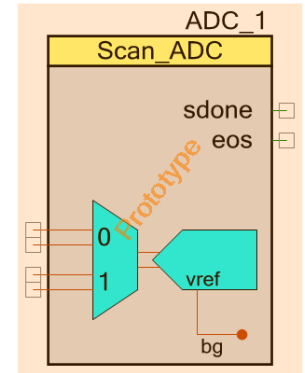 ADC_1
Scan_ADC
sdone
eos
Prototype
0
1
vref
bg